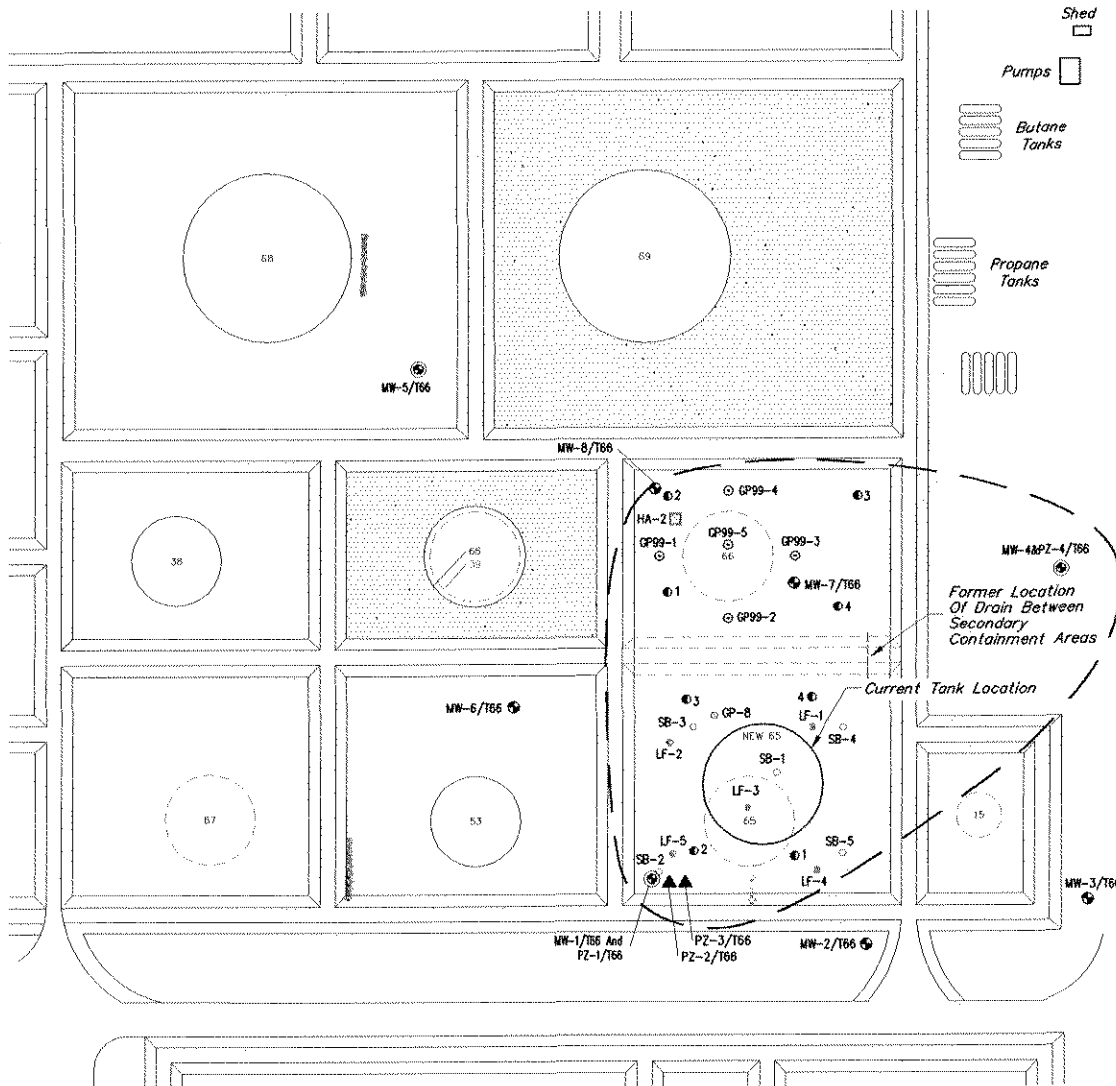 Shed
Pumps
Butane
Tanks
68
69
Propane
Tanks
MW-5/T66
MW-8/T66
2
GP99-4
3
HA-2
GP99-5
GP99-1
GP99-3
66
38
66
39
MW-4&PZ-4/T66
MW-7/T66
1
4
Former Location
Of Drain Between
Secondary
Containment Areas
GP99-2
Current Tank Location
3
4
MW-6/T66
GP-8
SB-3
LF-1
SB-4
NEW 65
LF-2
SB-1
LF-3
67
53
65
15
LF-5
2
1
SB-5
SB-2
LF-4
MW-3/T6
MW-1/T66 And
PZ-1/T66
PZ-3/T66
PZ-2/T66
MW-2/T66